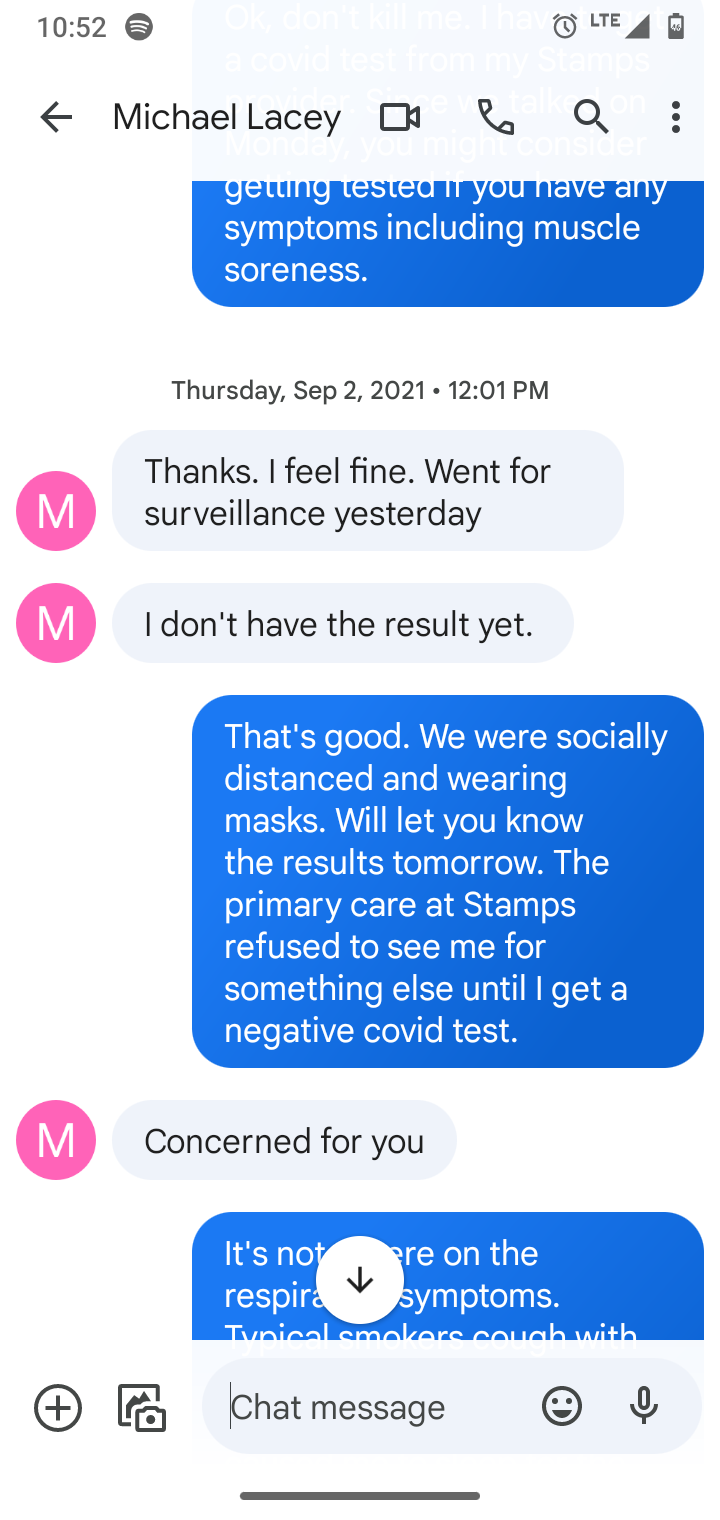 10:52
LTE
46
Ok, don't kill me. I have to get
a covid test from my Stamps
provider. Since we talked on
Michael Lacey
Monday, you might consider
getting tested if you have any
symptoms including muscle
soreness.
Thursday, Sep 2, 2021 • 12:01 PM
Thanks. I feel fine. Went for
surveillance yesterday
M
I don't have the result yet.
M
That's good. We were socially
distanced and wearing
masks. Will let you know
the results tomorrow. The
primary care at Stamps
refused to see me for
something else until I get a
negative covid test.
Concerned for you
M
It's not on the
symptoms.
Typical smokers cough with
Chat message